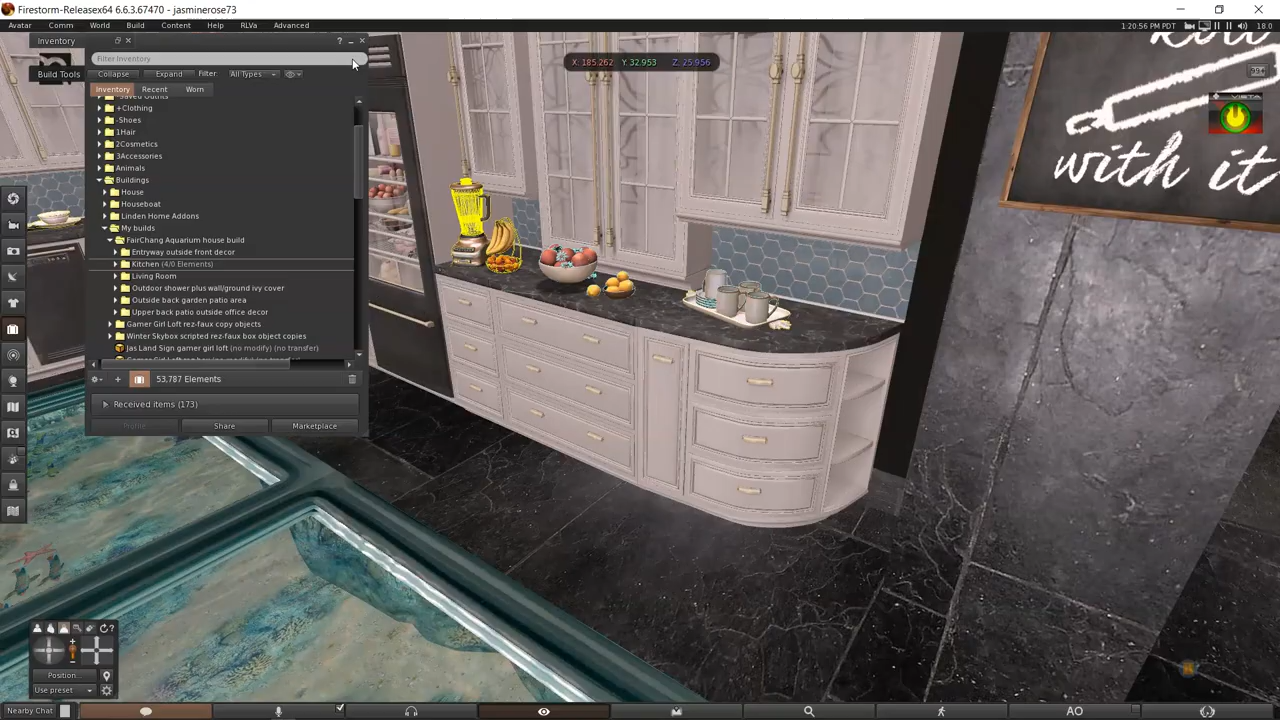 Firestorm-Releasex64 6.6.3.67470 - jasminerose73
Avatar Comm World Build Content Help RLVa Advanced
1:20:56 PM PDT 18.0
Inventory
X: 185.262 Y: 32.953 Z: 25.956
Filter Inventory
Build Tools
Collapse Expand Filter: All Types
Inventory Recent Worn
-Saved Outfits
+Clothing
-Shoes
1Hair
2Cosmetics
3Accessories
Animals
Buildings
House
Houseboat
Linden Home Addons
My builds
FairChang Aquarium house build
Entryway outside front decor
Kitchen (4/0 Elements)
Living Room
Outdoor shower plus wall/ground ivy cover
Outside back garden patio area
Upper back patio outside office decor
Gamer Girl Loft rez-faux copy objects
Winter Skybox scripted rez-faux box object copies
Jas Land Sign gamer girl loft (no modify) (no transfer)
53,787 Elements
Received items (173)
Profile Share Marketplace
VISTA
with it
Position...
Use preset
Nearby Chat
AO